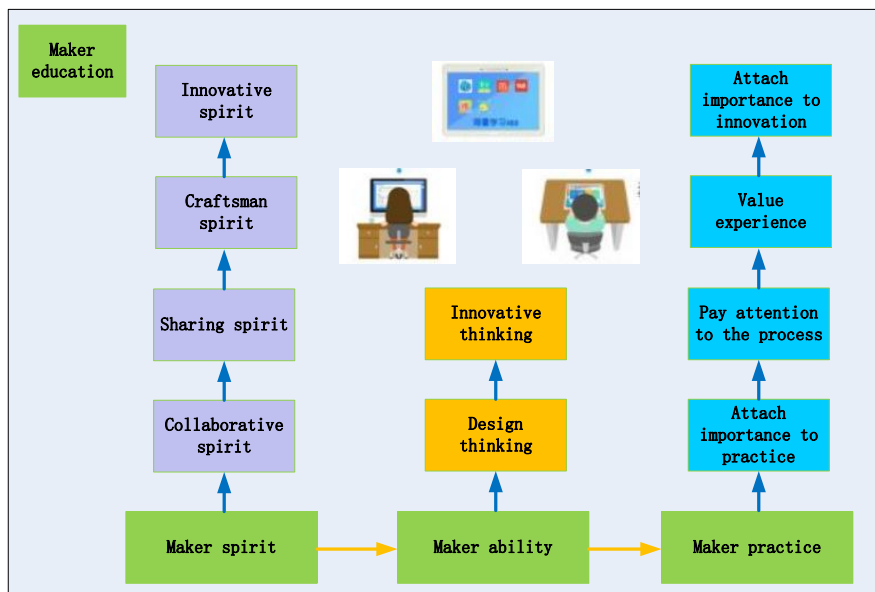 Maker
education
Innovative
spirit
Craftsman
spirit
Sharing spirit
Collaborative
spirit
Maker spirit
Innovative
thinking
Design
thinking
Maker ability
Attach
importance to
innovation
Value
experience
Pay attention
to the process
Attach
importance to
practice
Maker practice